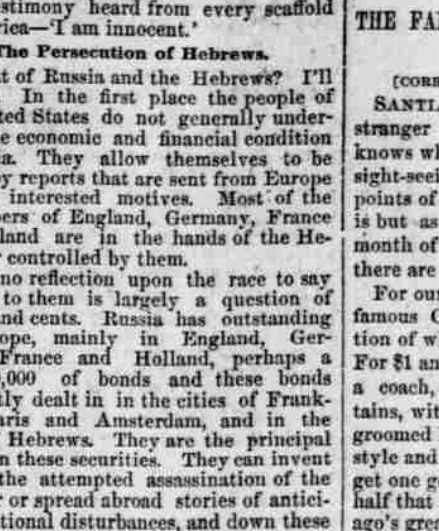 stimony heard from every scaffold
rica—'I am innocent.'
The Persecution of Hebrews.
t of Russia and the Hebrews? I'll
In the first place the people of
ted States do not generally under-
e economic and financial condition
a. They allow themselves to be
y reports that are sent from Europe
interested motives. Most of the
ers of England, Germany, France
land are in the hands of the He-
controlled by them.
no reflection upon the race to say
to them is largely a question of
nd cents. Russia has outstanding
ope, mainly in England, Ger-
France and Holland, perhaps a
,000 of bonds and these bonds
tly dealt in in the cities of Frank-
aris and Amsterdam, and in the
f Hebrews. They are the principal
n these securities. They can invent
the attempted assassination of the
r or spread abroad stories of antici-
tional disturbances, and down these
THE FA
[CORR
SANTI
stranger
knows wh
sight-seei
points of
is but as
month of
there are
For our
famous C
tion of w
For $1 an
a coach,
tains, wit
groomed
style and
get one g
half that
ago's gre